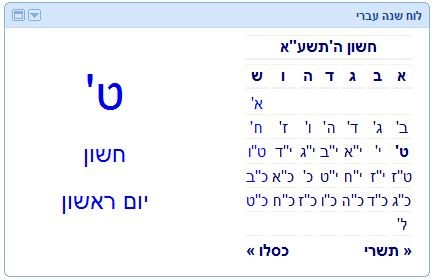 לוח שנה עברי
חשון ה'תשע''א
א ב ג ד ה ו ש
א'
ב' ג' ד' ה' ו' ז' ח'
ט' י' י''א י''ב י''ג י''ד ט''ו
ט''ז י''ז י''ח י''ט כ' כ''א כ''ב
כ''ג כ''ד כ''ה כ''ו כ''ז כ''ח כ''ט
ל'
« תשרי כסלו »
ט'
חשון
יום ראשון